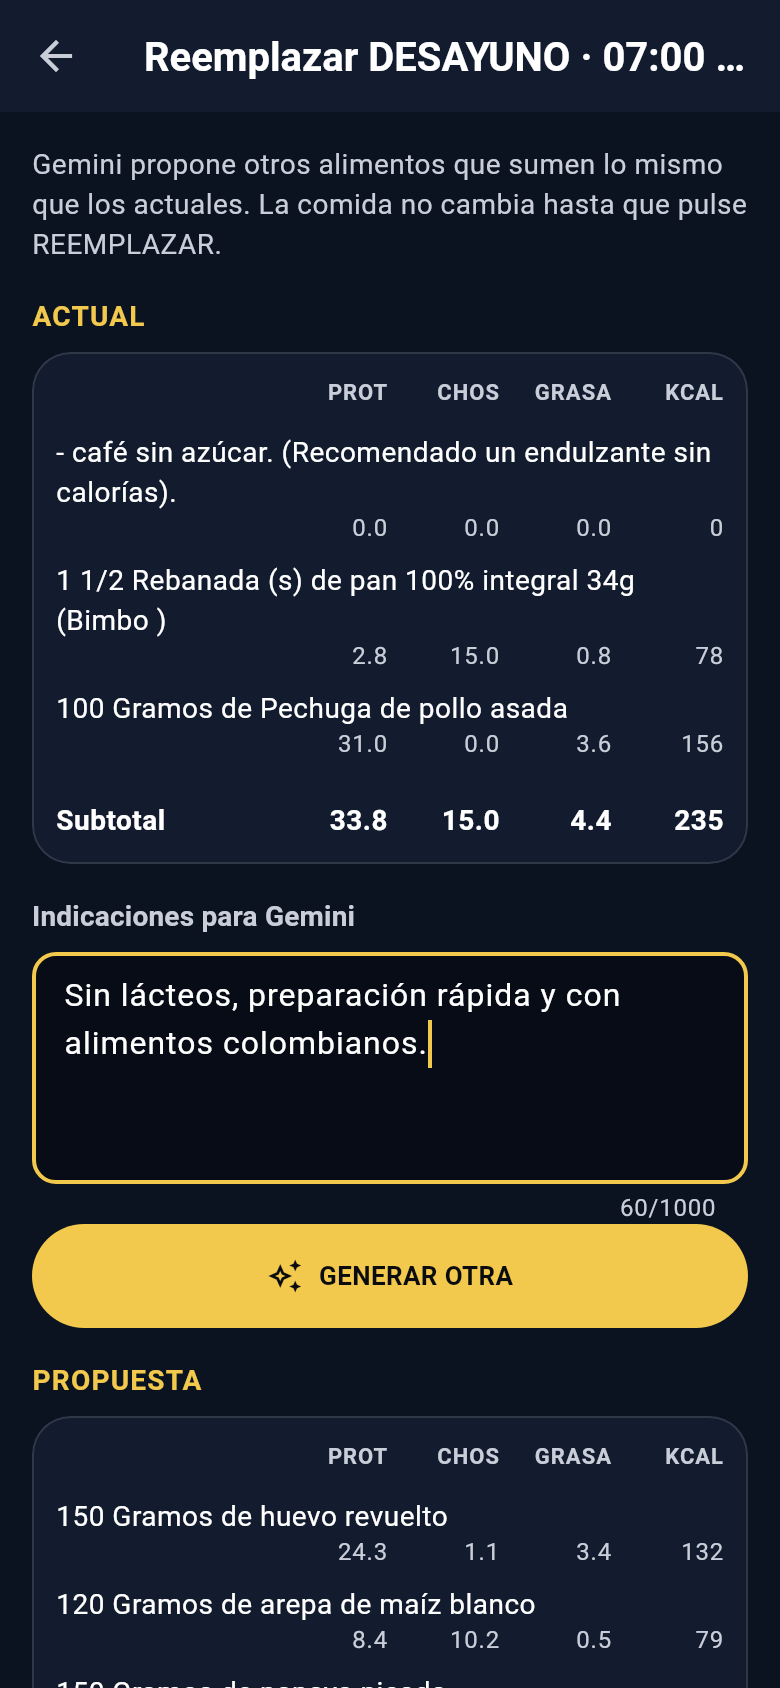 Reemplazar DESAYUNO · 07:00 ...
Gemini propone otros alimentos que sumen lo mismo
que los actuales. La comida no cambia hasta que pulse
REEMPLAZAR.
ACTUAL
PROT CHOS GRASA KCAL
- café sin azúcar. (Recomendado un endulzante sin
calorías).
0.0 0.0 0.0 0
1 1/2 Rebanada (s) de pan 100% integral 34g
(Bimbo )
2.8 15.0 0.8 78
100 Gramos de Pechuga de pollo asada
31.0 0.0 3.6 156
Subtotal 33.8 15.0 4.4 235
Indicaciones para Gemini
Sin lácteos, preparación rápida y con
alimentos colombianos.
60/1000
GENERAR OTRA
PROPUESTA
PROT CHOS GRASA KCAL
150 Gramos de huevo revuelto
24.3 1.1 3.4 132
120 Gramos de arepa de maíz blanco
8.4 10.2 0.5 79
150 Gramos de papaya picada